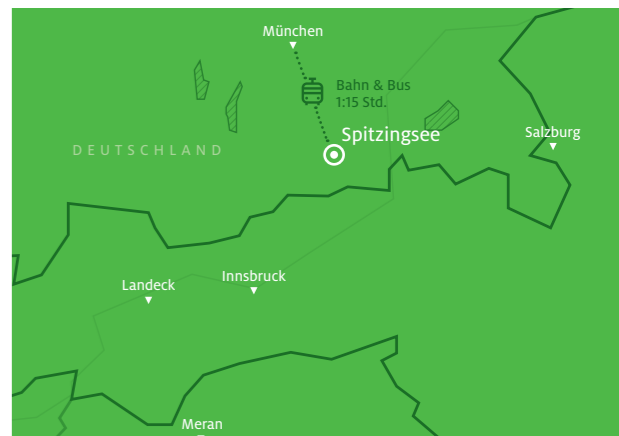 München
Bahn & Bus
1:15 Std.
Spitzingsee
Salzburg
DEUTSCHLAND
Innsbruck
Landeck
Meran